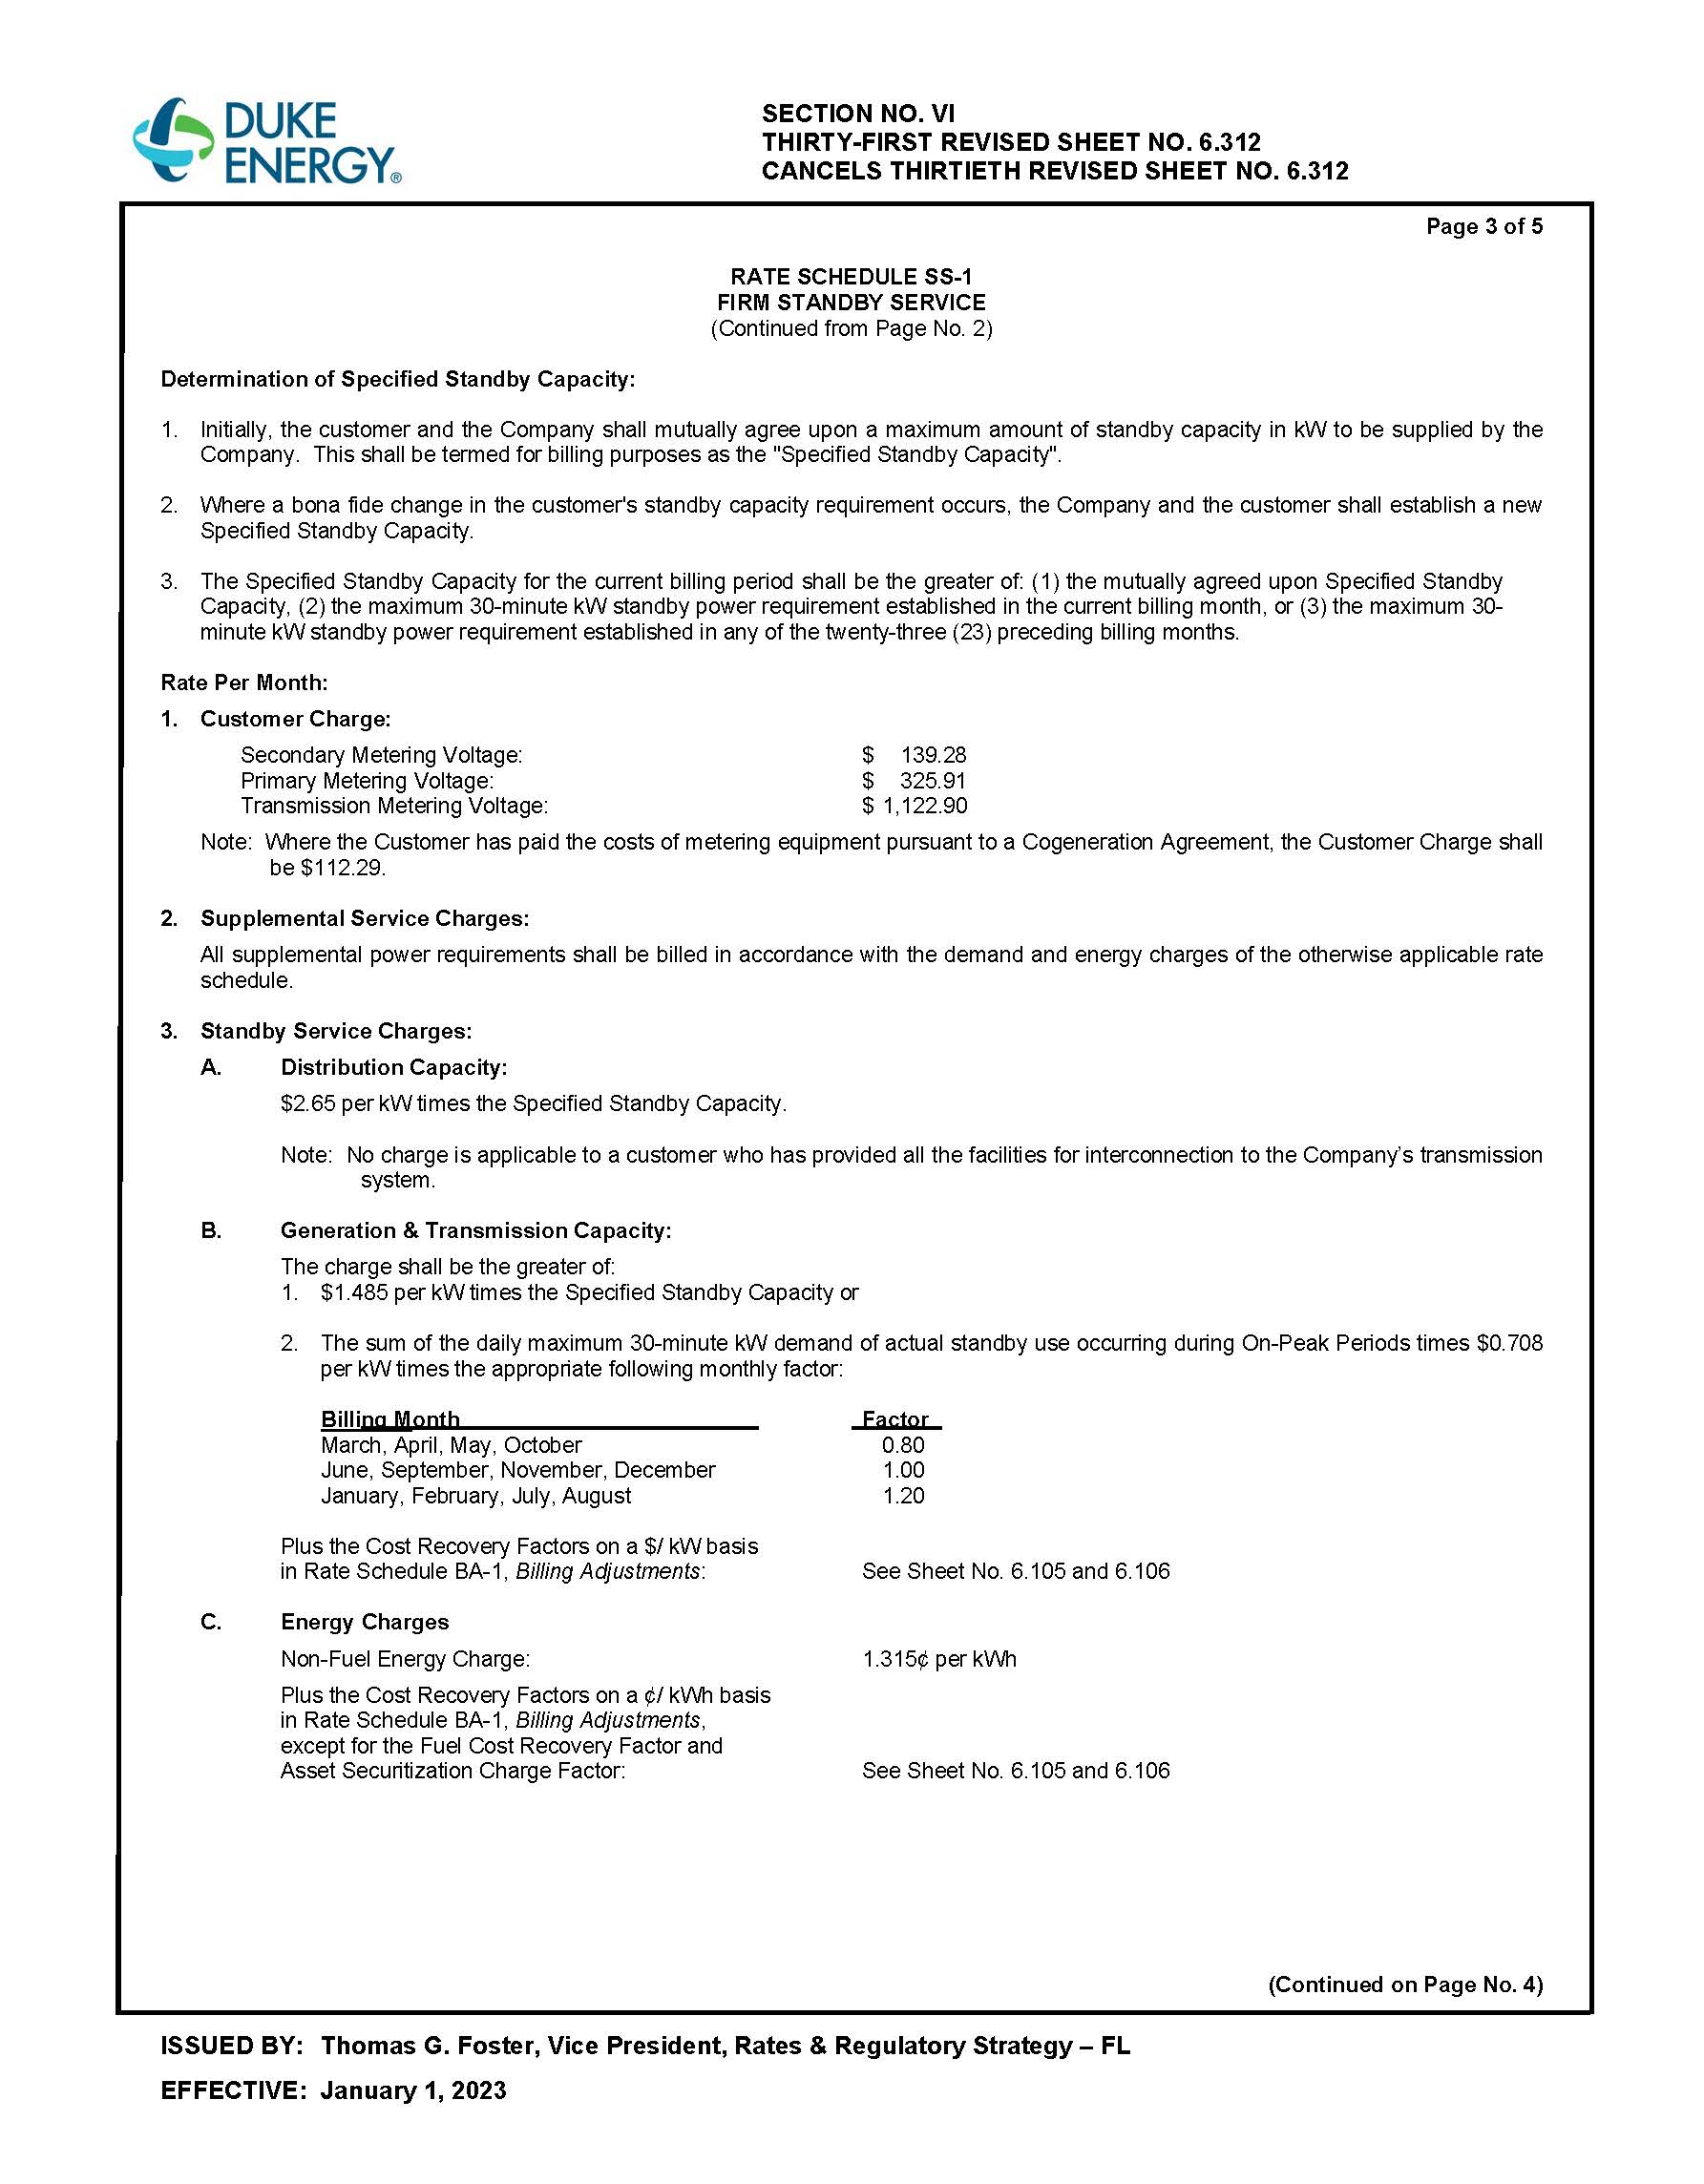 DUKE
ENERGY®
SECTION NO. VI
THIRTY-FIRST REVISED SHEET NO. 6.312
CANCELS THIRTIETH REVISED SHEET NO. 6.312
Page 3 of 5
RATE SCHEDULE SS-1
FIRM STANDBY SERVICE
(Continued from Page No. 2)
Determination of Specified Standby Capacity:
1. Initially, the customer and the Company shall mutually agree upon a maximum amount of standby capacity in kW to be supplied by the
Company. This shall be termed for billing purposes as the "Specified Standby Capacity".
2. Where a bona fide change in the customer's standby capacity requirement occurs, the Company and the customer shall establish a new
Specified Standby Capacity.
3. The Specified Standby Capacity for the current billing period shall be the greater of: (1) the mutually agreed upon Specified Standby
Capacity, (2) the maximum 30-minute kW standby power requirement established in the current billing month, or (3) the maximum 30-
minute kW standby power requirement established in any of the twenty-three (23) preceding billing months.
Rate Per Month:
1. Customer Charge:
Secondary Metering Voltage: $ 139.28
Primary Metering Voltage: $ 325.91
Transmission Metering Voltage: $ 1,122.90
Note: Where the Customer has paid the costs of metering equipment pursuant to a Cogeneration Agreement, the Customer Charge shall
be $112.29.
2. Supplemental Service Charges:
All supplemental power requirements shall be billed in accordance with the demand and energy charges of the otherwise applicable rate
schedule.
3. Standby Service Charges:
A. Distribution Capacity:
$2.65 per kW times the Specified Standby Capacity.
Note: No charge is applicable to a customer who has provided all the facilities for interconnection to the Company's transmission
system.
B. Generation & Transmission Capacity:
The charge shall be the greater of:
1. $1.485 per kW times the Specified Standby Capacity or
2. The sum of the daily maximum 30-minute kW demand of actual standby use occurring during On-Peak Periods times $0.708
per kW times the appropriate following monthly factor:
Billing Month Factor
March, April, May, October 0.80
June, September, November, December 1.00
January, February, July, August 1.20
Plus the Cost Recovery Factors on a $/ kW basis
in Rate Schedule BA-1, Billing Adjustments: See Sheet No. 6.105 and 6.106
C. Energy Charges
Non-Fuel Energy Charge: 1.315¢ per kWh
Plus the Cost Recovery Factors on a ¢/ kWh basis
in Rate Schedule BA-1, Billing Adjustments,
except for the Fuel Cost Recovery Factor and
Asset Securitization Charge Factor: See Sheet No. 6.105 and 6.106
(Continued on Page No. 4)
ISSUED BY: Thomas G. Foster, Vice President, Rates & Regulatory Strategy – FL
EFFECTIVE: January 1, 2023